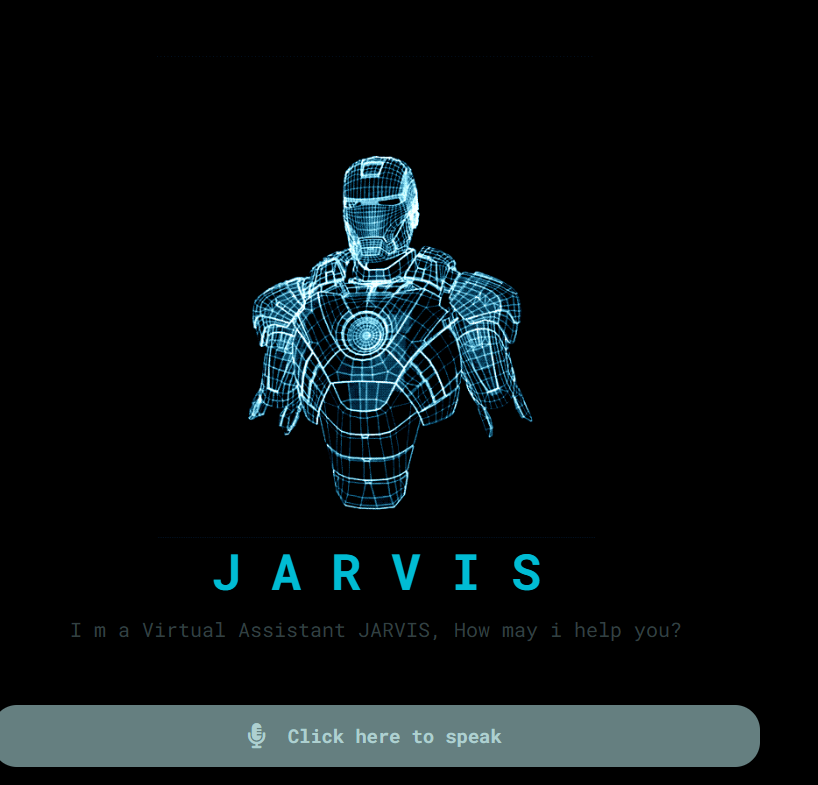 J A R V I S
I m a Virtual Assistant JARVIS, How may i help you?
Click here to speak